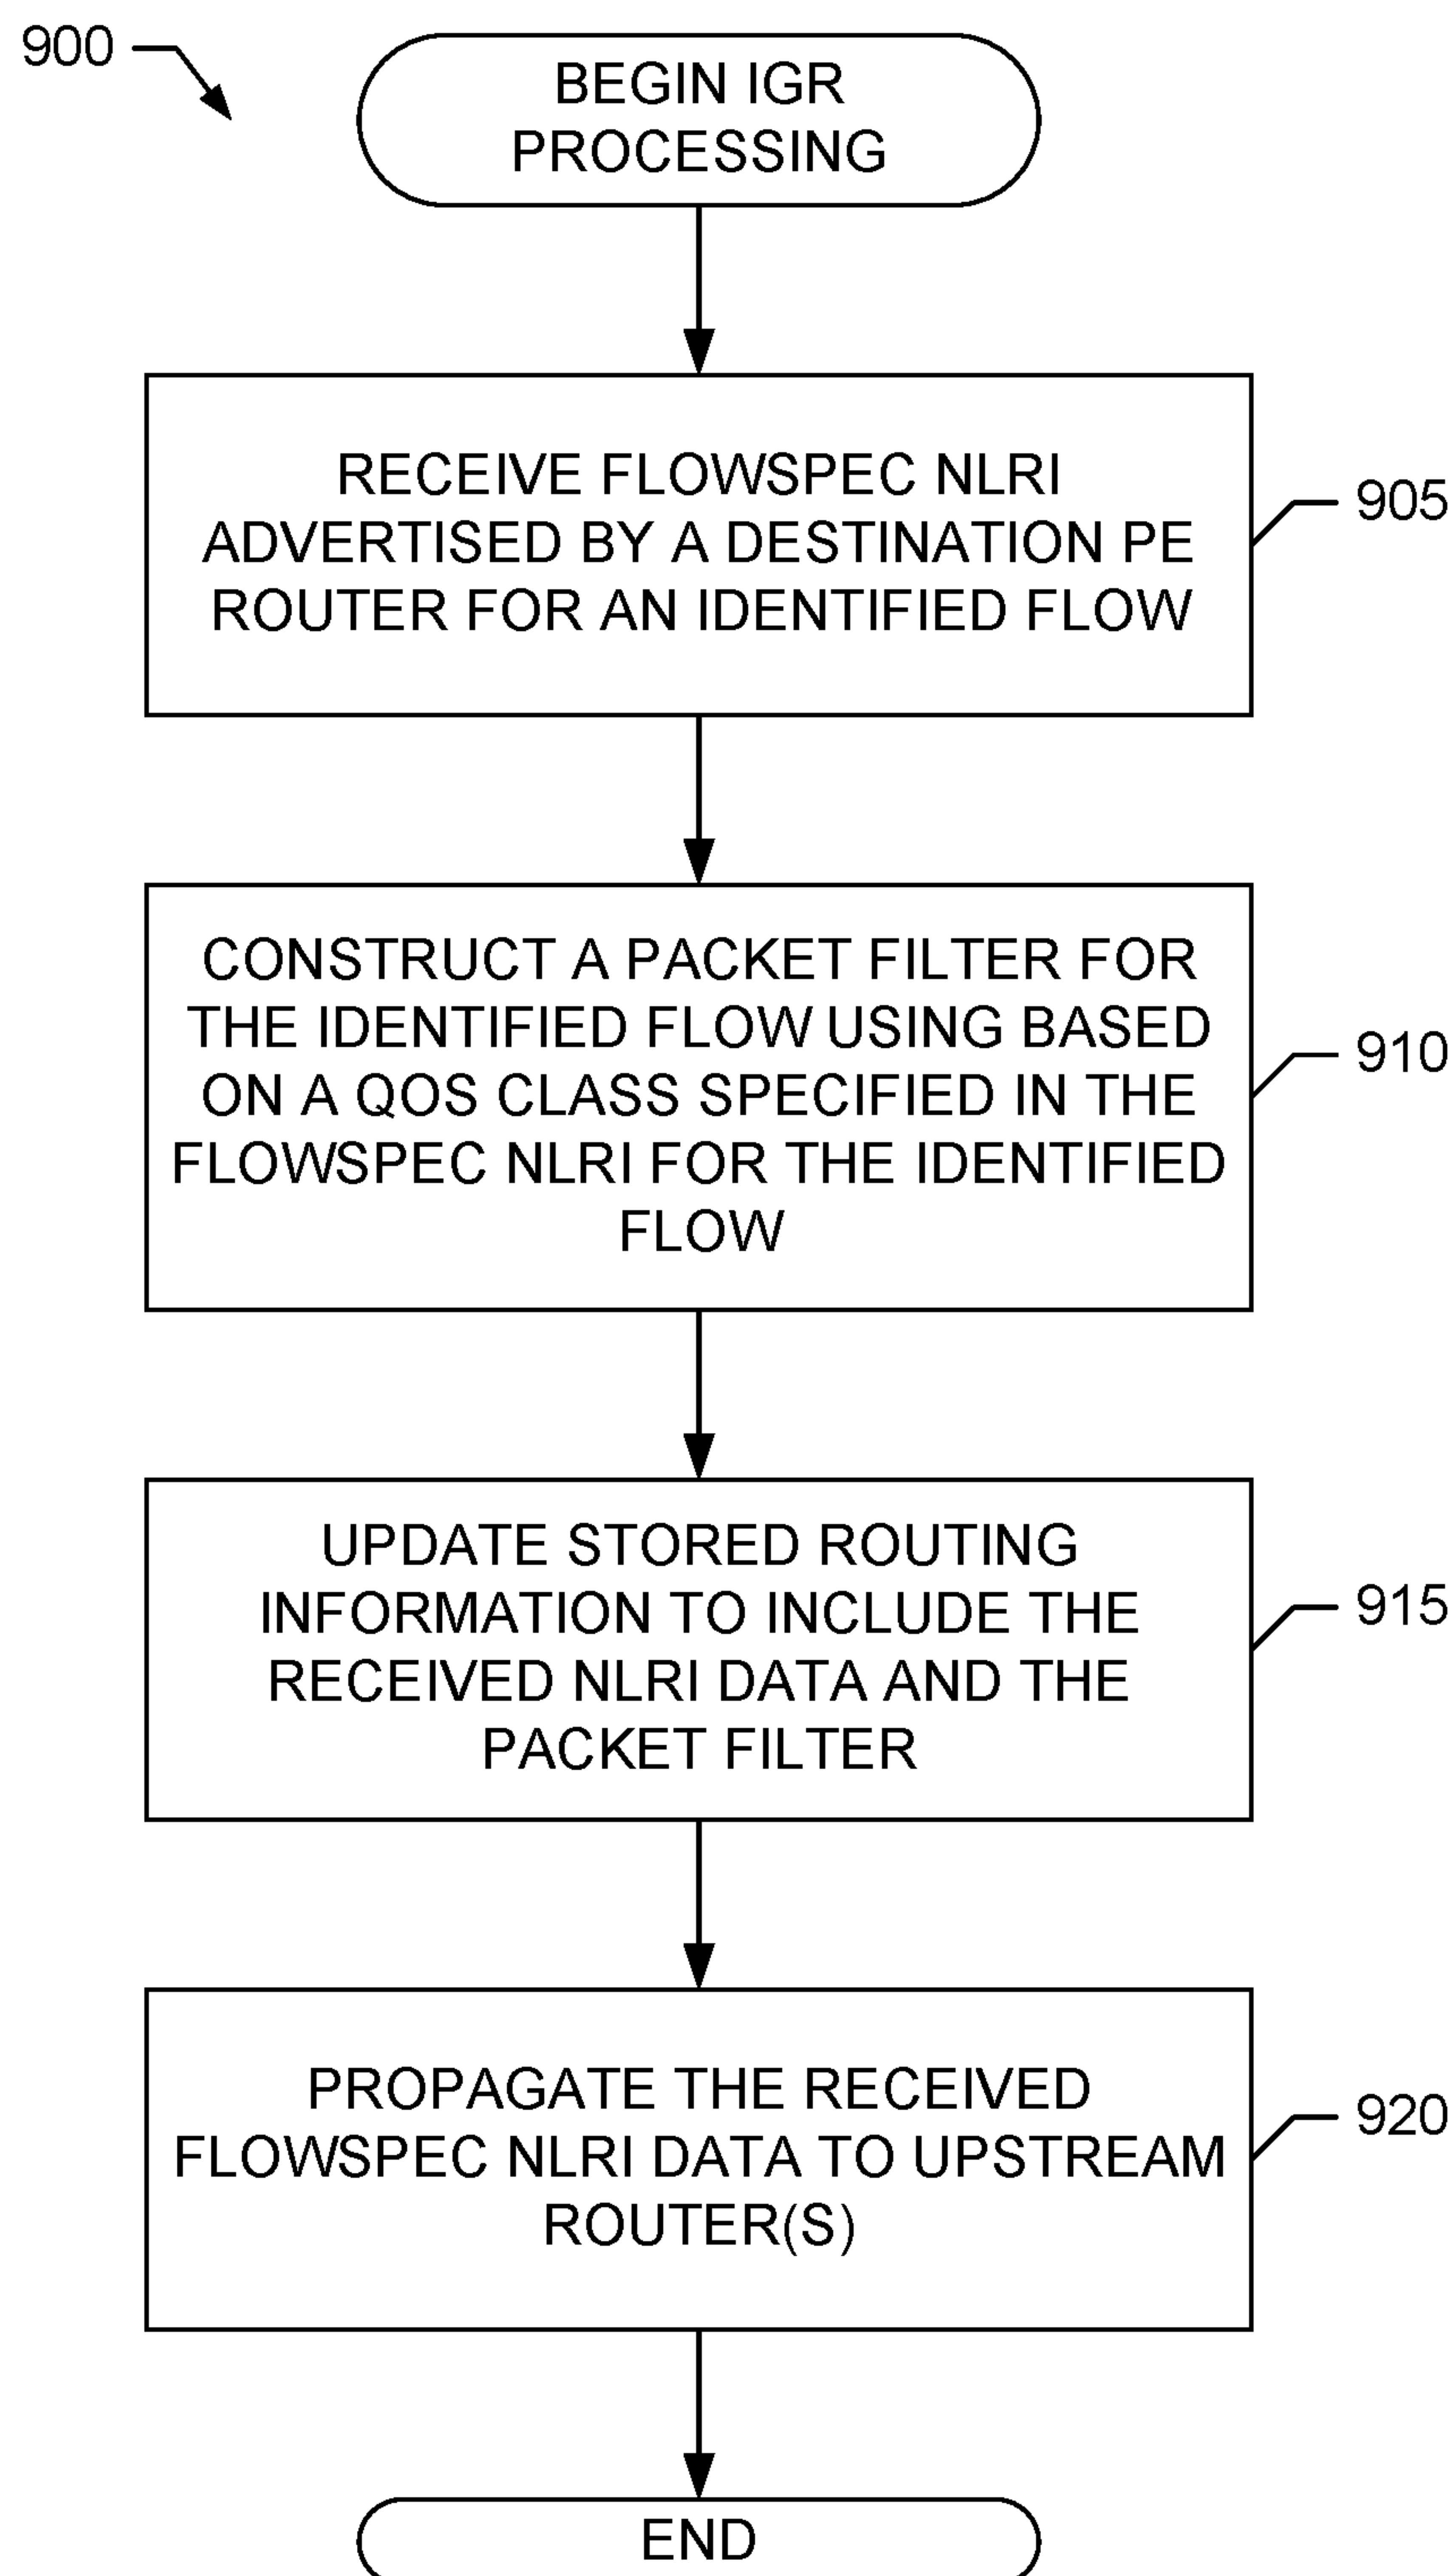 900
BEGIN IGR
PROCESSING
RECEIVE FLOWSPEC NLRI
ADVERTISED BY A DESTINATION PE
ROUTER FOR AN IDENTIFIED FLOW
905
CONSTRUCT A PACKET FILTER FOR
THE IDENTIFIED FLOW USING BASED
ON A QOS CLASS SPECIFIED IN THE
FLOWSPEC NLRI FOR THE IDENTIFIED
FLOW
910
UPDATE STORED ROUTING
INFORMATION TO INCLUDE THE
RECEIVED NLRI DATA AND THE
PACKET FILTER
915
PROPAGATE THE RECEIVED
FLOWSPEC NLRI DATA TO UPSTREAM
ROUTER(S)
920
END